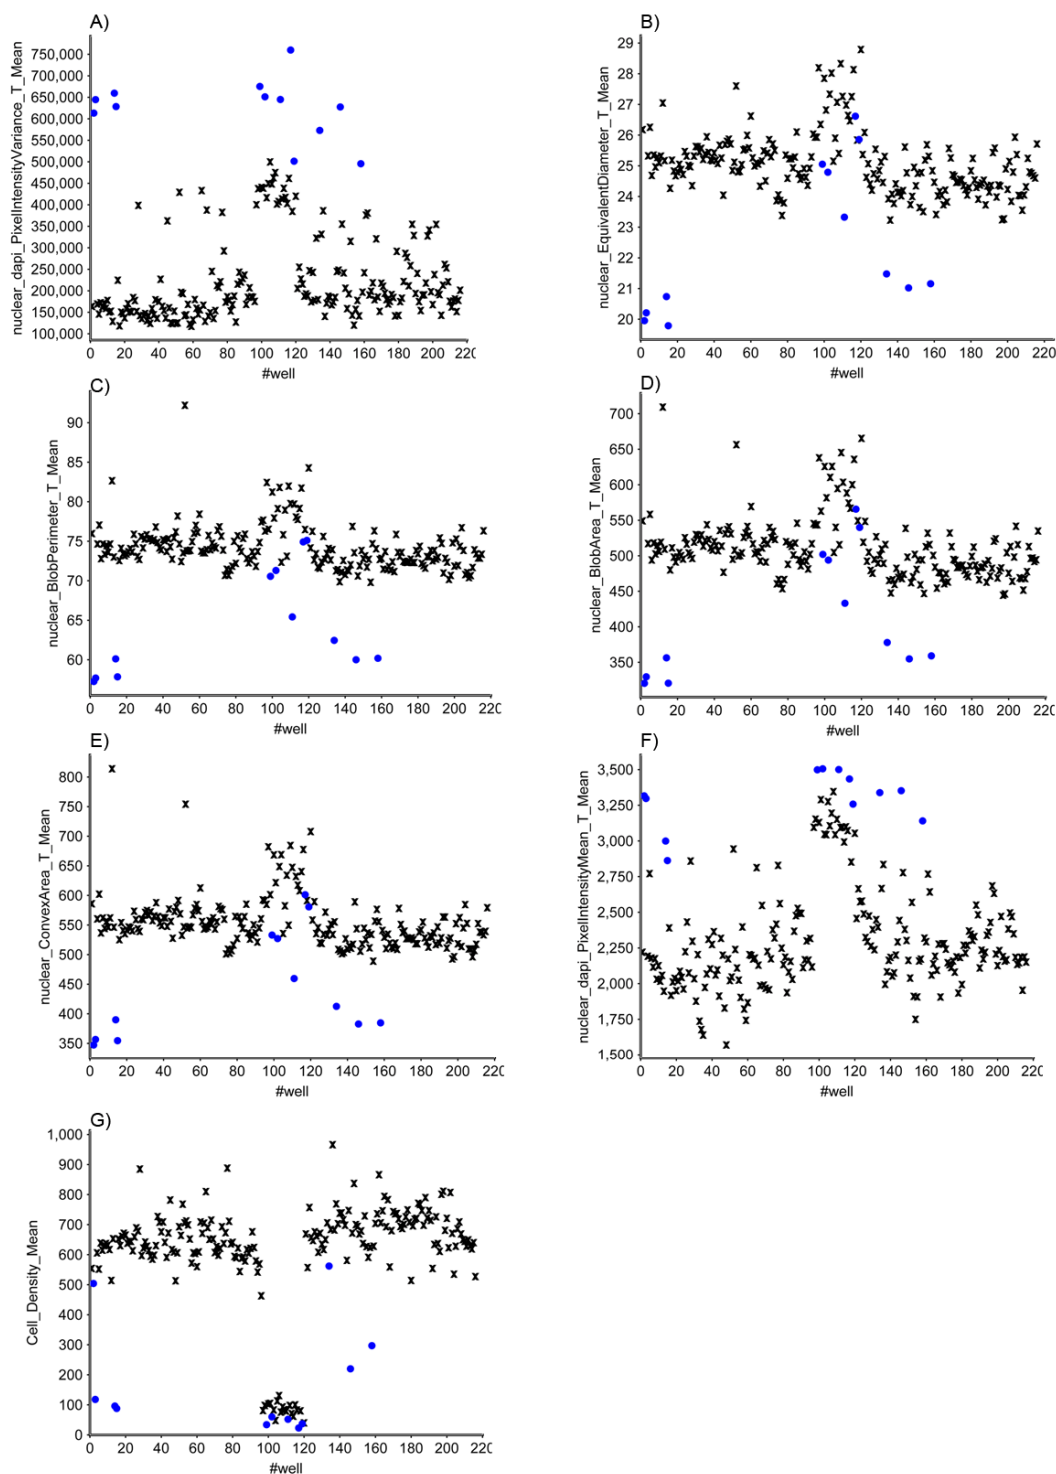 A)
nuclear_dapi_PixelIntensityVariance_T_Mean
750,000
700,000
650,000
600,000
550,000
500,000
450,000
400,000
350,000
300,000
250,000
200,000
150,000
100,000
0 20 40 60 80 100 120 140 160 180 200 220
#well
B)
nuclear_EquivalentDiameter_T_Mean
29
28
27
26
25
24
23
22
21
20
0 20 40 60 80 100 120 140 160 180 200 220
#well
C)
nuclear_BlobPerimeter_T_Mean
90
85
80
75
70
65
60
0 20 40 60 80 100 120 140 160 180 200 220
#well
D)
nuclear_BlobArea_T_Mean
700
650
600
550
500
450
400
350
0 20 40 60 80 100 120 140 160 180 200 220
#well
E)
nuclear_ConvexArea_T_Mean
800
750
700
650
600
550
500
450
400
350
0 20 40 60 80 100 120 140 160 180 200 220
#well
F)
nuclear_dapi_PixelIntensityMean_T_Mean
3,500
3,250
3,000
2,750
2,500
2,250
2,000
1,750
1,500
0 20 40 60 80 100 120 140 160 180 200 220
#well
G)
Cell_Density_Mean
1,000
900
800
700
600
500
400
300
200
100
0
0 20 40 60 80 100 120 140 160 180 200 220
#well